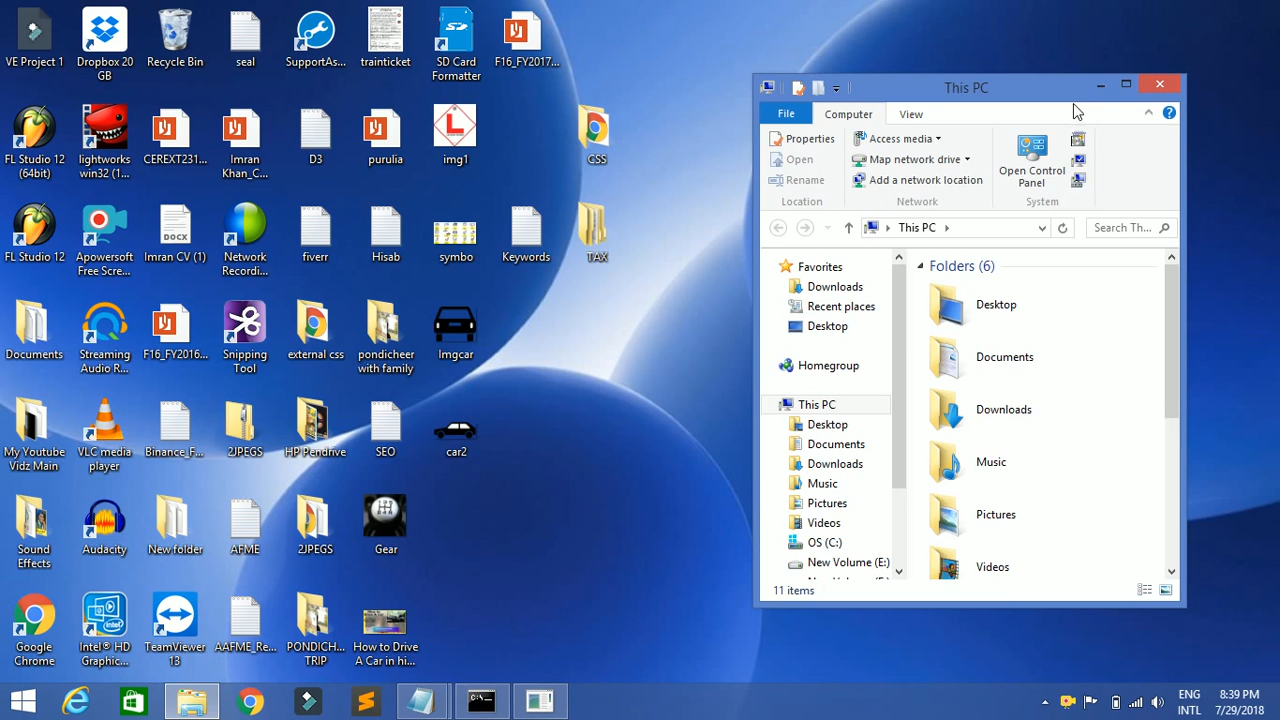 VE Project 1
Dropbox 20
GB
Recycle Bin
seal
SupportAs...
trainticket
SD Card
Formatter
F16_FY2017...
FL Studio 12
(64bit)
lightworks
win32 (1...
CEREXT231...
Imran
Khan_C...
D3
purulia
img1
CSS
FL Studio 12
Apowersoft
Free Scre...
Imran CV (1)
DOCX
Network
Recordi...
fiverr
Hisab
symbo
Keywords
TAX
Documents
Streaming
Audio R...
F16_FY2016...
Snipping
Tool
external css
pondicheer
with family
Imgcar
My Youtube
Vidz Main
VLC media
player
Binance_F...
2JPEGS
HP Pendrive
SEO
car2
Sound
Effects
Audacity
New folder
AFME
2JPEGS
Gear
Google
Chrome
Intel® HD
Graphic...
TeamViewer
13
AAFME_Re...
PONDICH...
TRIP
How to Drive
A Car in hi...
This PC
File Computer View
Properties
Open
Rename
Location
Access media
Map network drive
Add a network location
Network
Open Control
Panel
System
This PC
Search Th...
Favorites
Downloads
Recent places
Desktop
Homegroup
This PC
Desktop
Documents
Downloads
Music
Pictures
Videos
OS (C:)
New Volume (E:)
Folders (6)
Desktop
Documents
Downloads
Music
Pictures
Videos
11 items
ENG
INTL
8:39 PM
7/29/2018